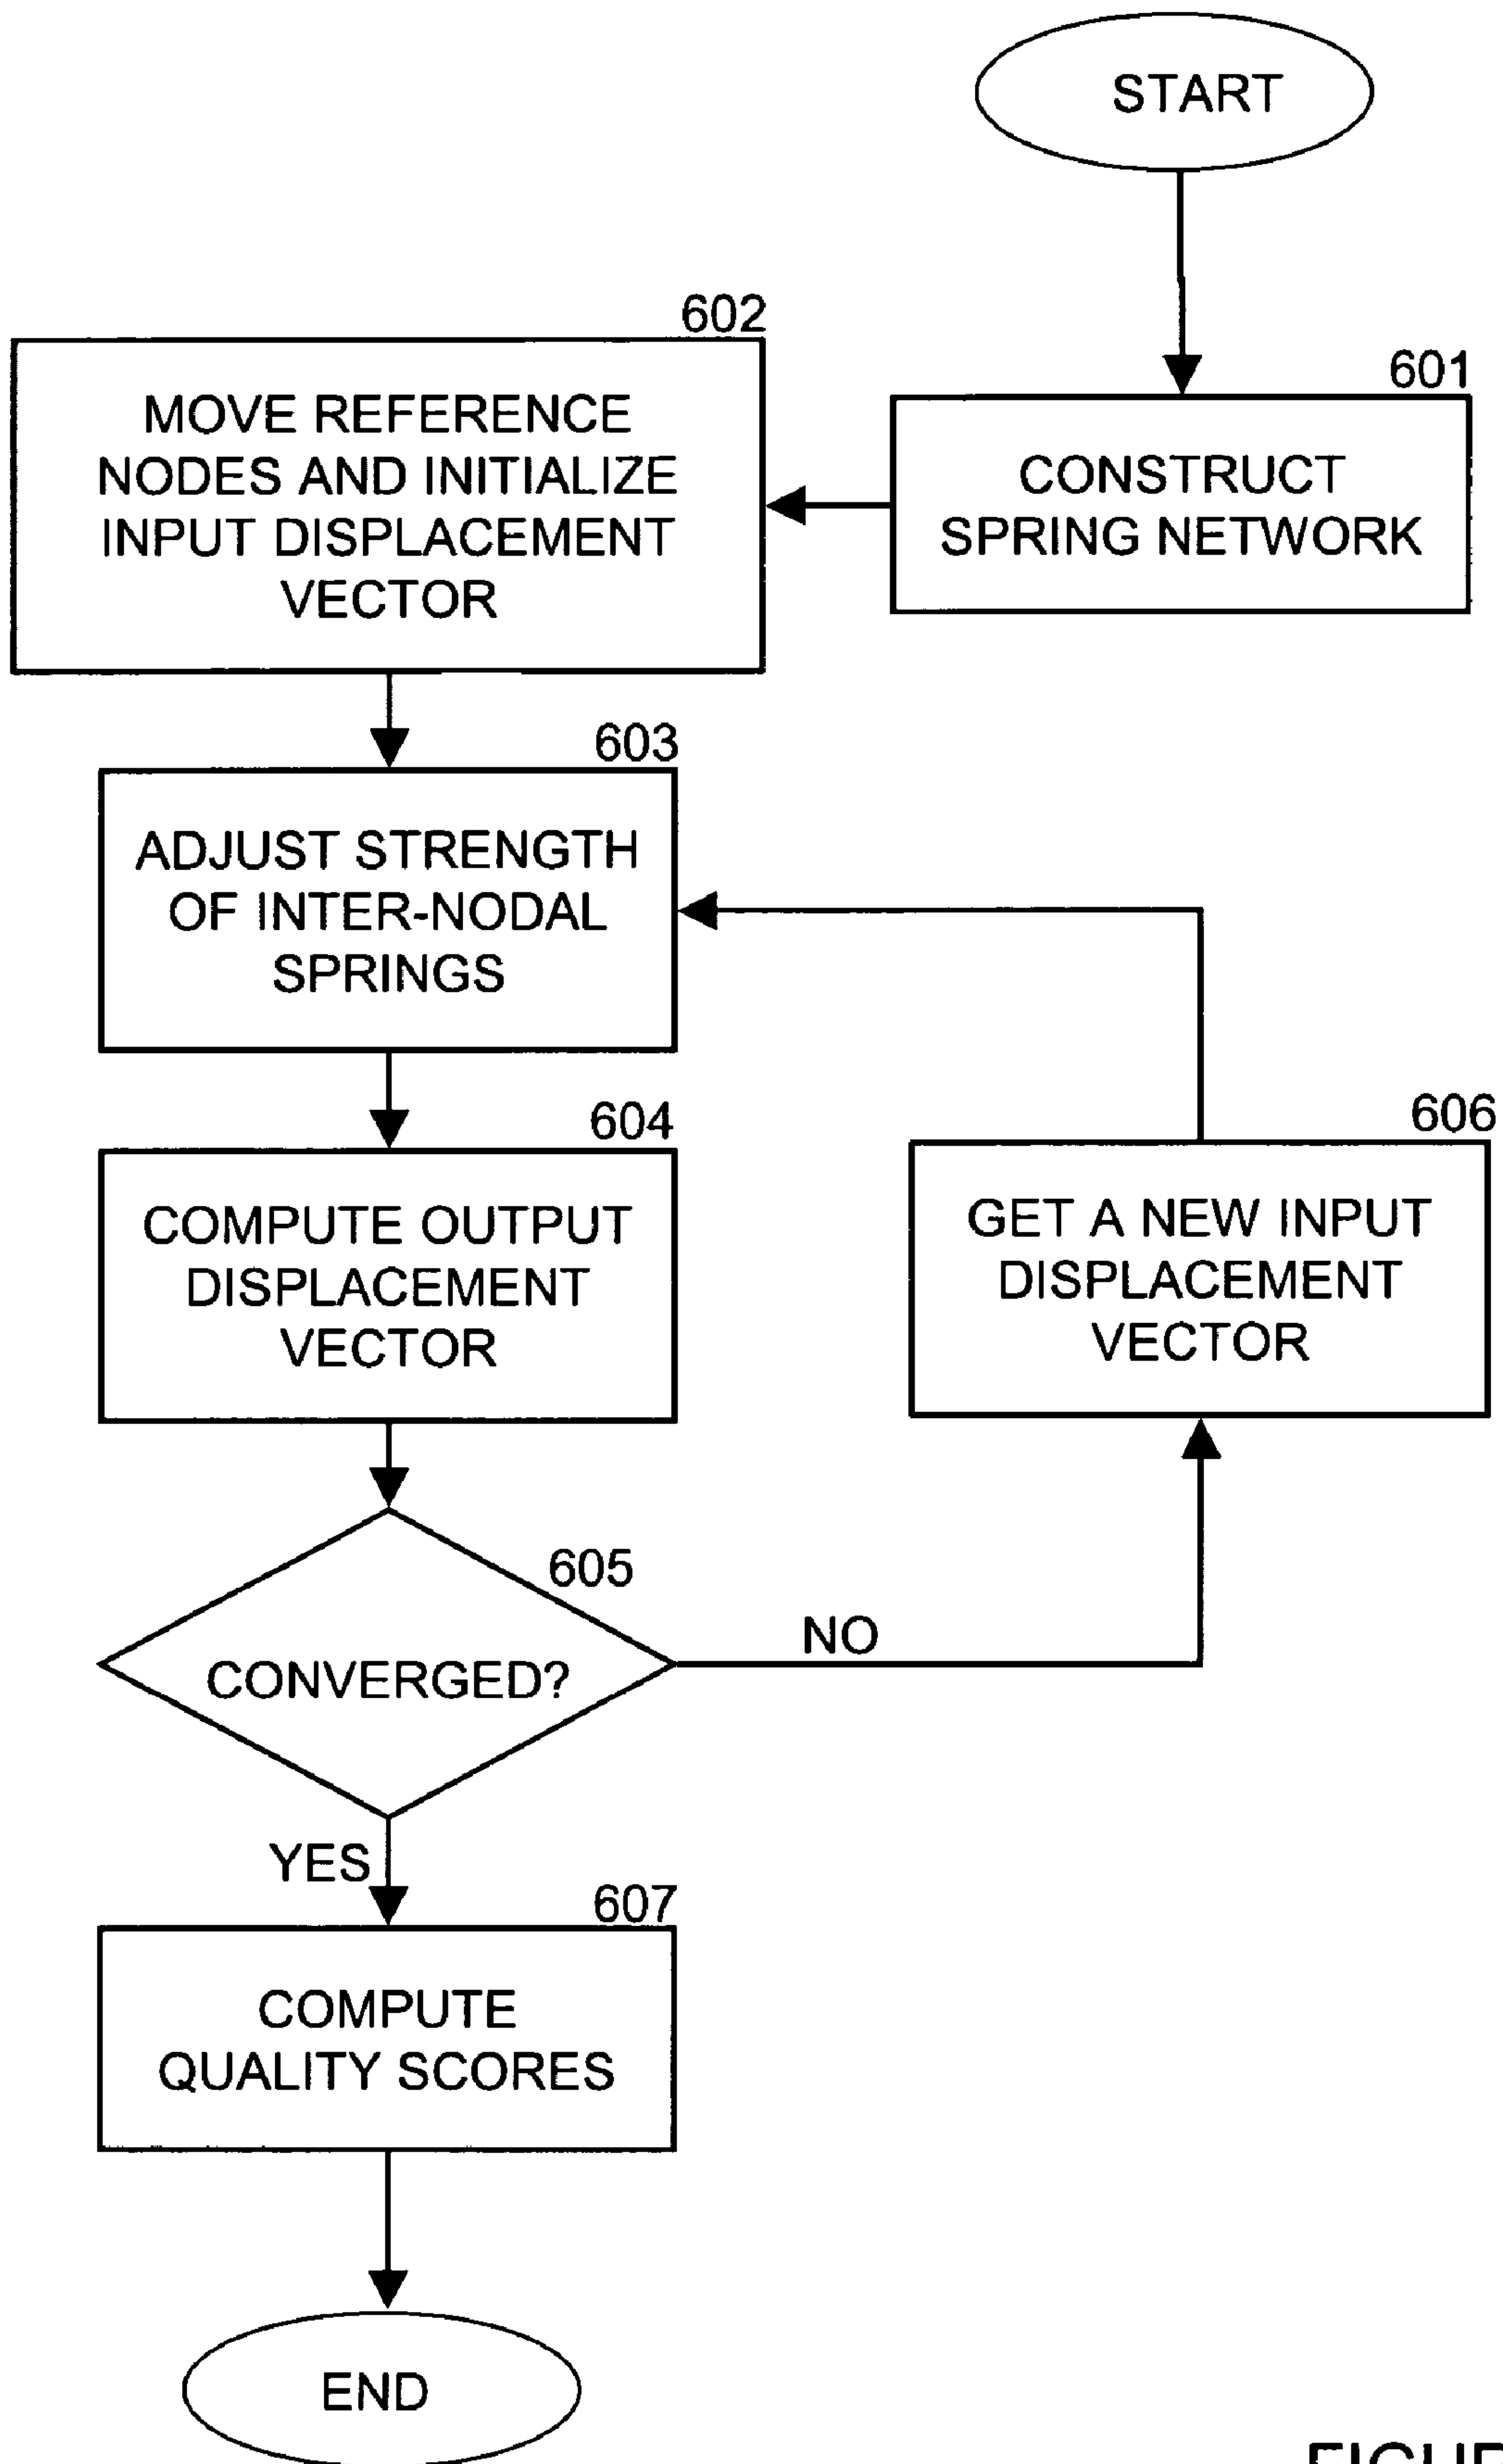 START
601
CONSTRUCT
SPRING NETWORK
602
MOVE REFERENCE
NODES AND INITIALIZE
INPUT DISPLACEMENT
VECTOR
603
ADJUST STRENGTH
OF INTER-NODAL
SPRINGS
604
COMPUTE OUTPUT
DISPLACEMENT
VECTOR
605
CONVERGED?
NO
606
GET A NEW INPUT
DISPLACEMENT
VECTOR
YES
607
COMPUTE
QUALITY SCORES
END